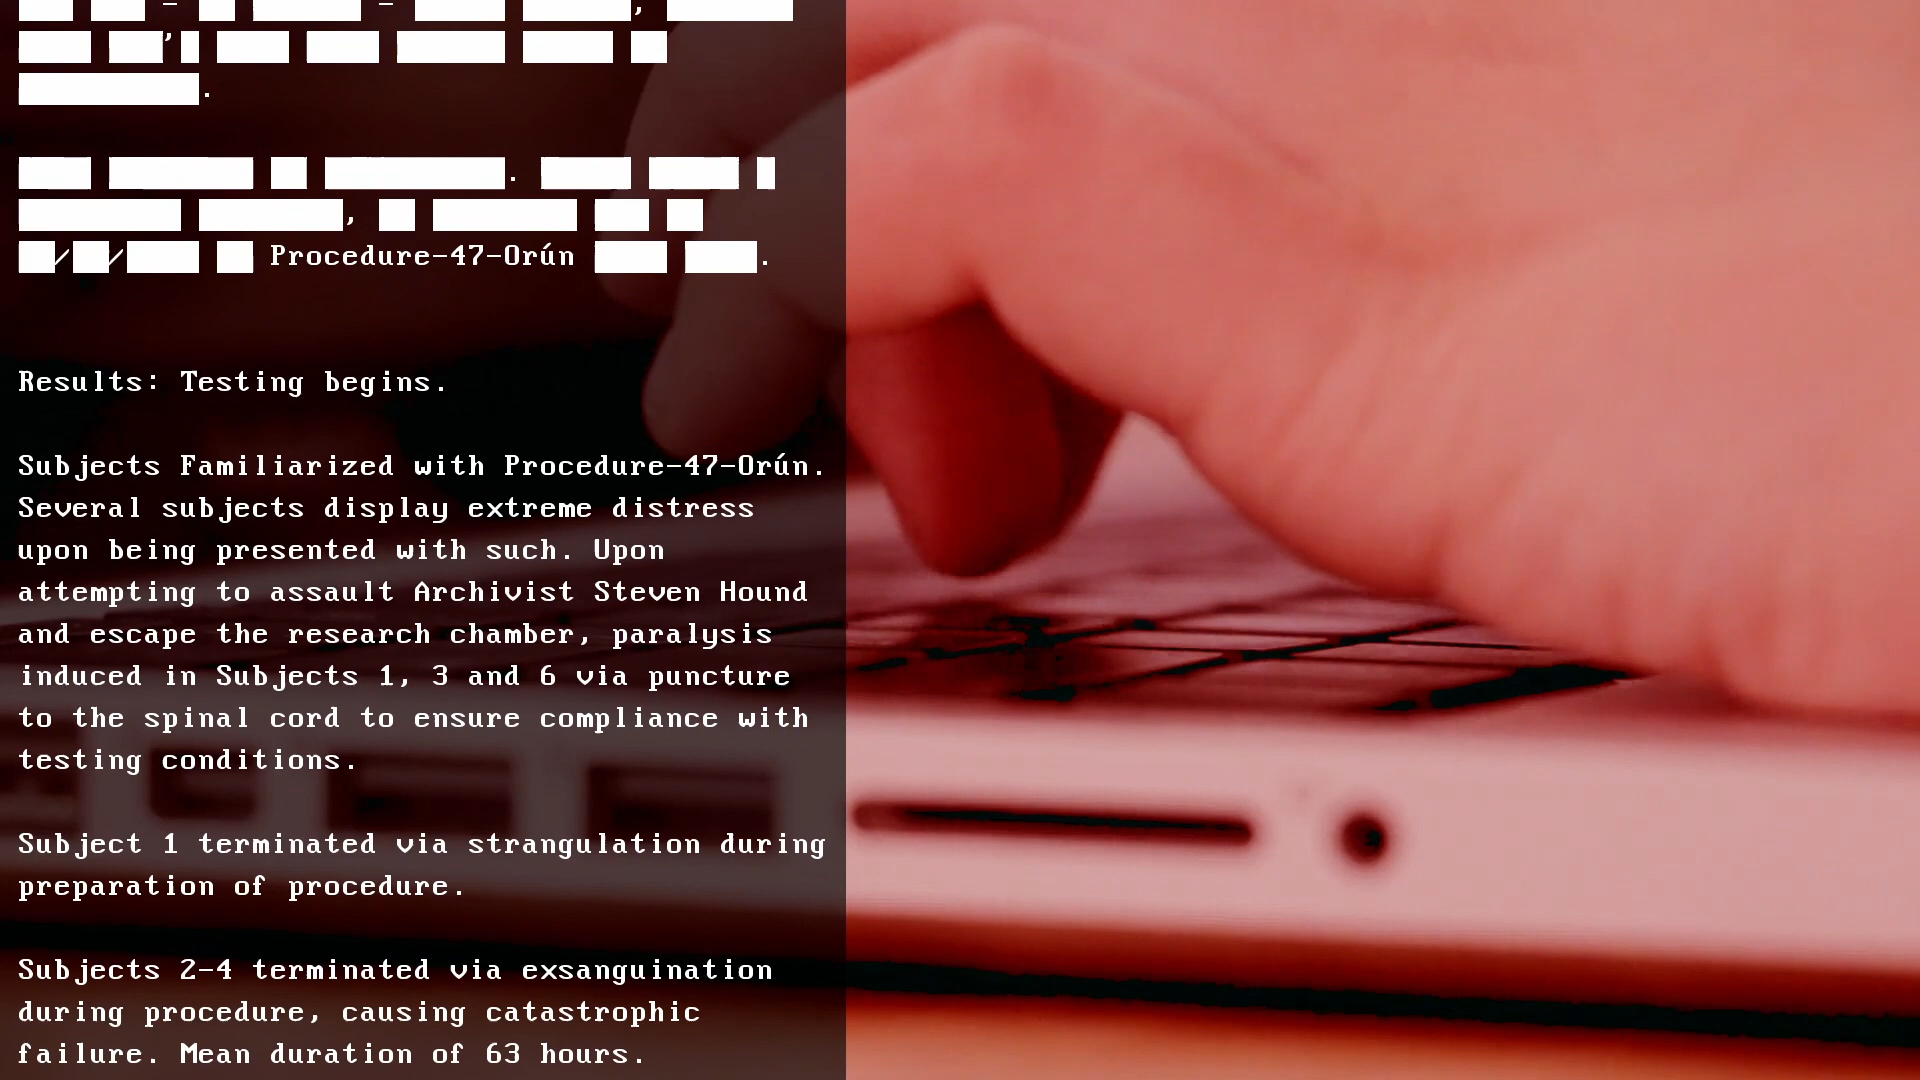 Procedure-47-Orún
Results: Testing begins.
Subjects Familiarized with Procedure-47-Orún.
Several subjects display extreme distress
upon being presented with such. Upon
attempting to assault Archivist Steven Hound
and escape the research chamber, paralysis
induced in Subjects 1, 3 and 6 via puncture
to the spinal cord to ensure compliance with
testing conditions.
Subject 1 terminated via strangulation during
preparation of procedure.
Subjects 2-4 terminated via exsanguination
during procedure, causing catastrophic
failure. Mean duration of 63 hours.